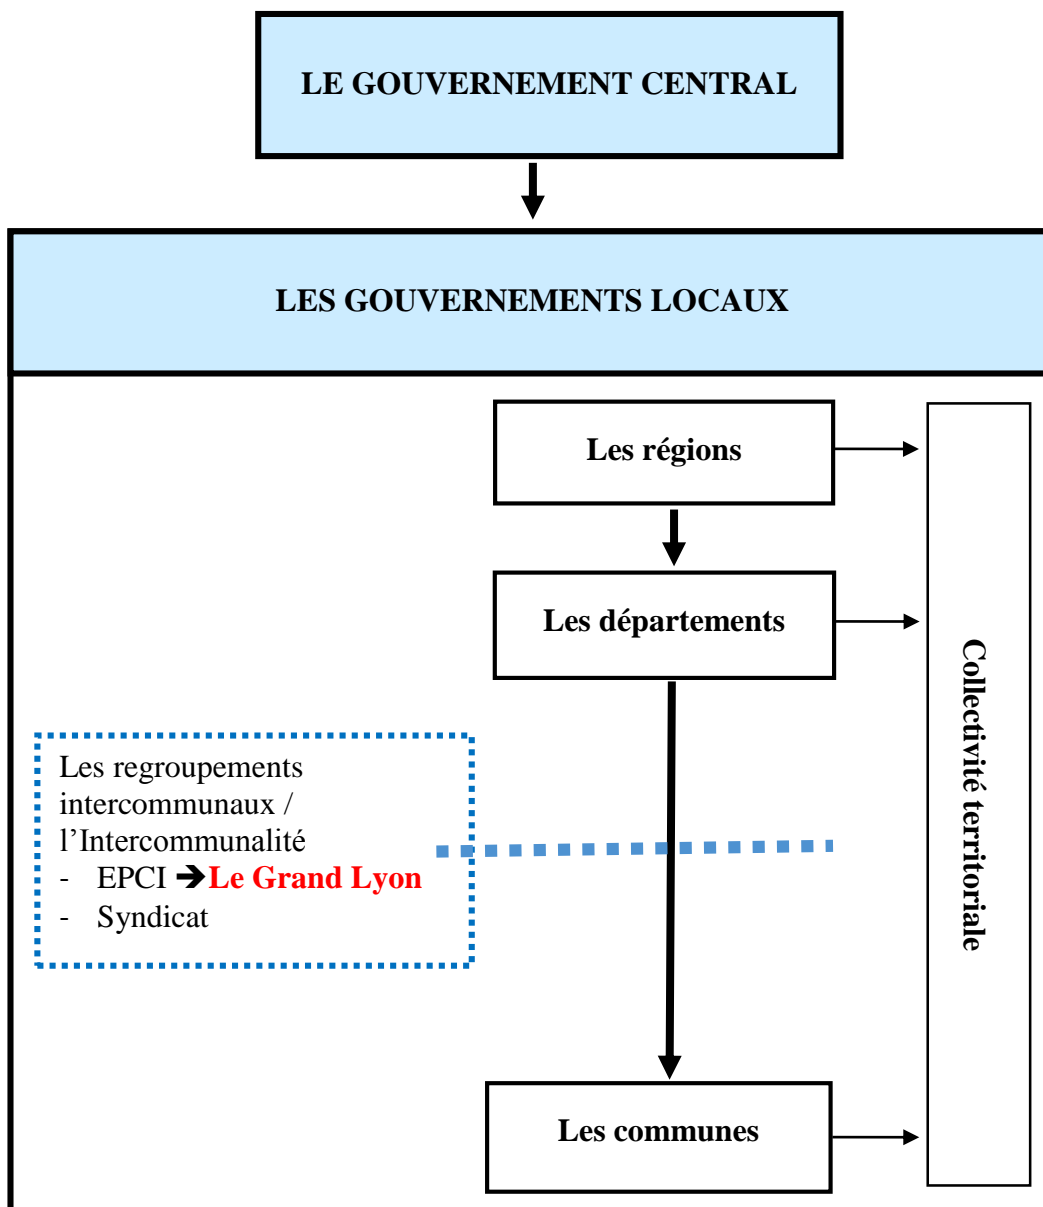 LE GOUVERNEMENT CENTRAL
LES GOUVERNEMENTS LOCAUX
Les régions
Les départements
Collectivité territoriale
Les regroupements
intercommunaux /
l’Intercommunalité
- EPCI ➔Le Grand Lyon
- Syndicat
Les communes